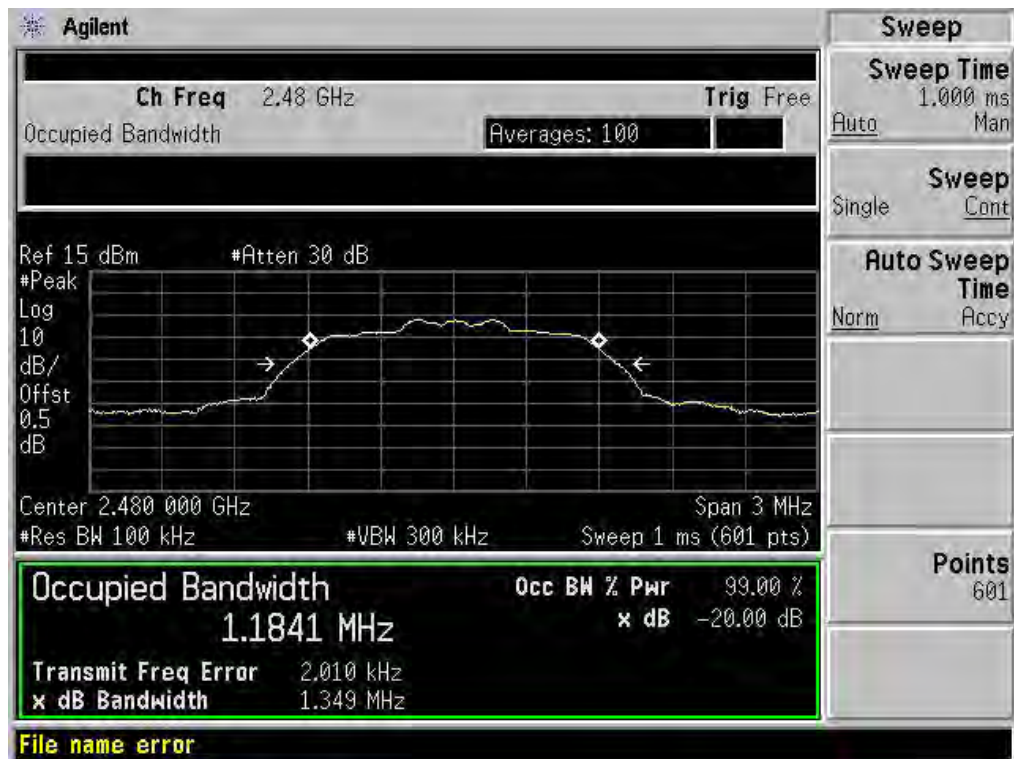 Agilent
Sweep
Ch Freq 2.48 GHz
Trig Free
Occupied Bandwidth
Averages: 100
Sweep Time
1.000 ms
Auto Man
Sweep
Single Cont
Auto Sweep
Time
Norm Accy
Points
601
Ref 15 dBm #Atten 30 dB
#Peak
Log
10
dB/
Offst
0.5
dB
Center 2.480 000 GHz Span 3 MHz
#Res BW 100 kHz #VBW 300 kHz Sweep 1 ms (601 pts)
Occupied Bandwidth
1.1841 MHz
Occ BW % Pwr 99.00 %
x dB -20.00 dB
Transmit Freq Error 2.010 kHz
x dB Bandwidth 1.349 MHz
File name error